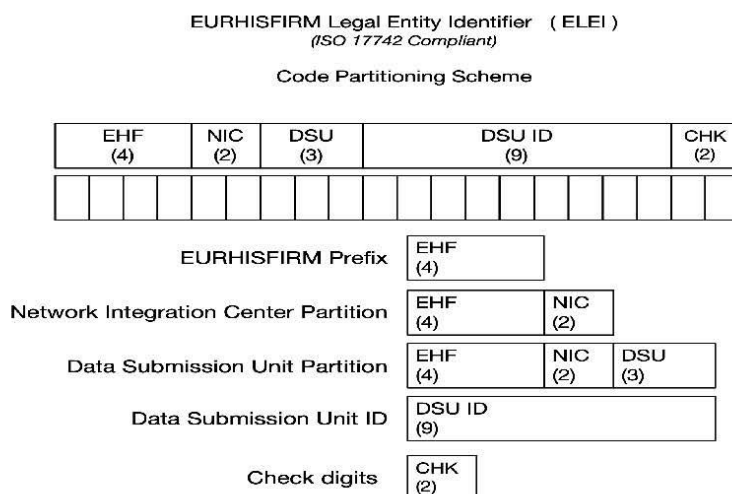 EURHISFIRM Legal Entity Identifier ( ELEI )
(ISO 17742 Compliant)
Code Partitioning Scheme
EHF NIC DSU DSU ID CHK
(4) (2) (3) (9) (2)
EURHISFIRM Prefix EHF
(4)
Network Integration Center Partition EHF NIC
(4) (2)
Data Submission Unit Partition EHF NIC DSU
(4) (2) (3)
Data Submission Unit ID DSU ID
(9)
Check digits CHK
(2)